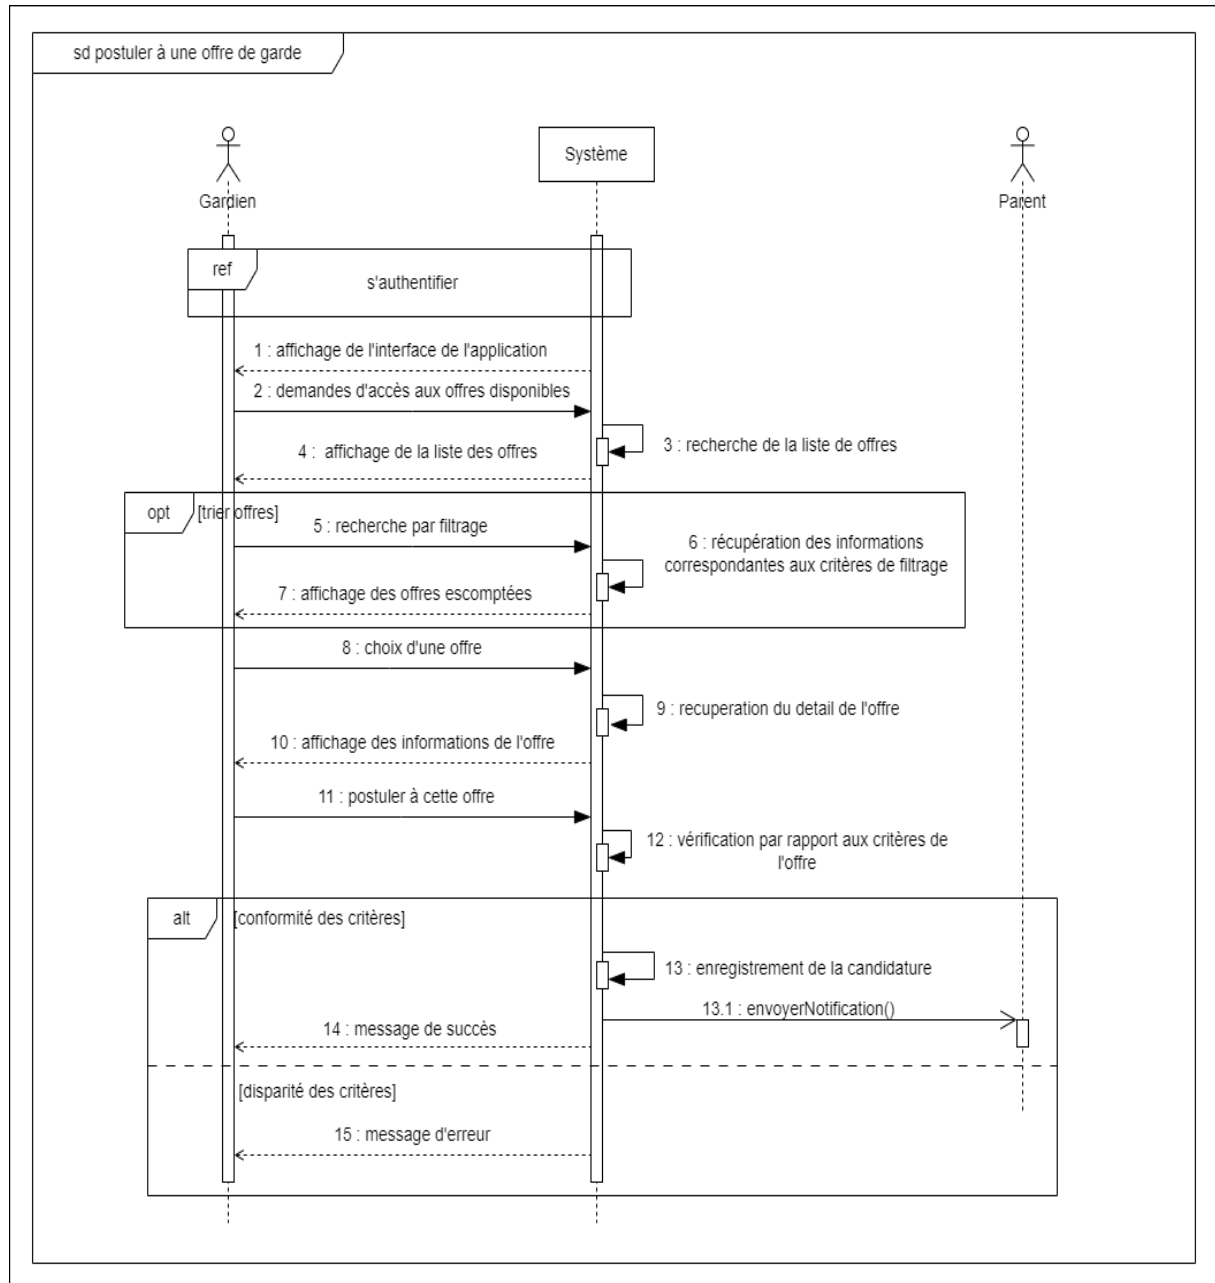 sd postuler à une offre de garde
Système
Gardien
Parent
ref
s'authentifier
1 : affichage de l'interface de l'application
2 : demandes d'accès aux offres disponibles
3 : recherche de la liste de offres
4 : affichage de la liste des offres
opt
[trier offres]
5 : recherche par filtrage
6 : récupération des informations
correspondantes aux critères de filtrage
7 : affichage des offres escomptées
8 : choix d'une offre
9 : recuperation du detail de l'offre
10 : affichage des informations de l'offre
11 : postuler à cette offre
12 : vérification par rapport aux critères de
l'offre
alt
[conformité des critères]
13 : enregistrement de la candidature
13.1 : envoyerNotification()
14 : message de succès
[disparité des critères]
15 : message d'erreur